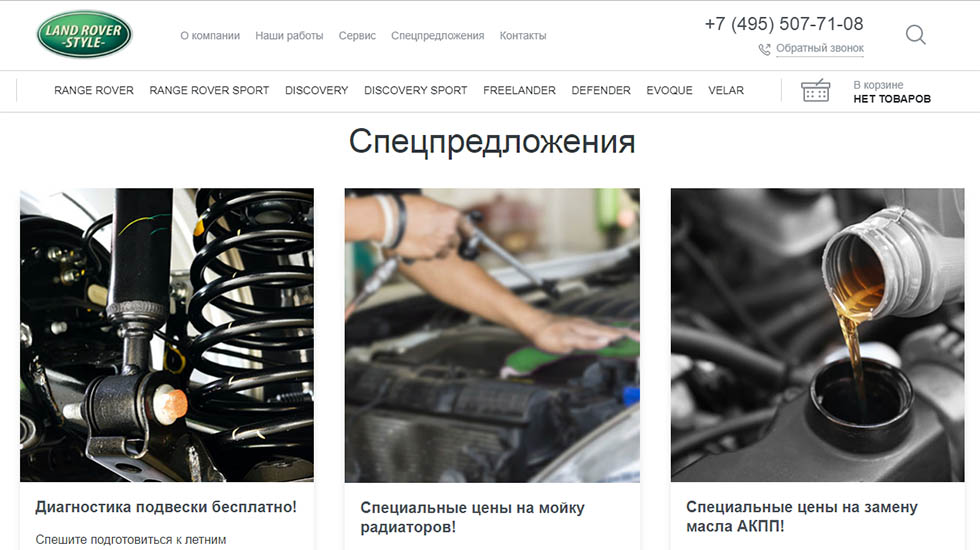 LAND ROVER
-STYLE-
О компании Наши работы Сервис Спецпредложения Контакты
+7 (495) 507-71-08
Обратный звонок
RANGE ROVER RANGE ROVER SPORT DISCOVERY DISCOVERY SPORT FREELANDER DEFENDER EVOQUE VELAR
В корзине
НЕТ ТОВАРОВ
Спецпредложения
Диагностика подвески бесплатно!
Спешите подготовиться к летним
Специальные цены на мойку
радиаторов!
Специальные цены на замену
масла АКПП!